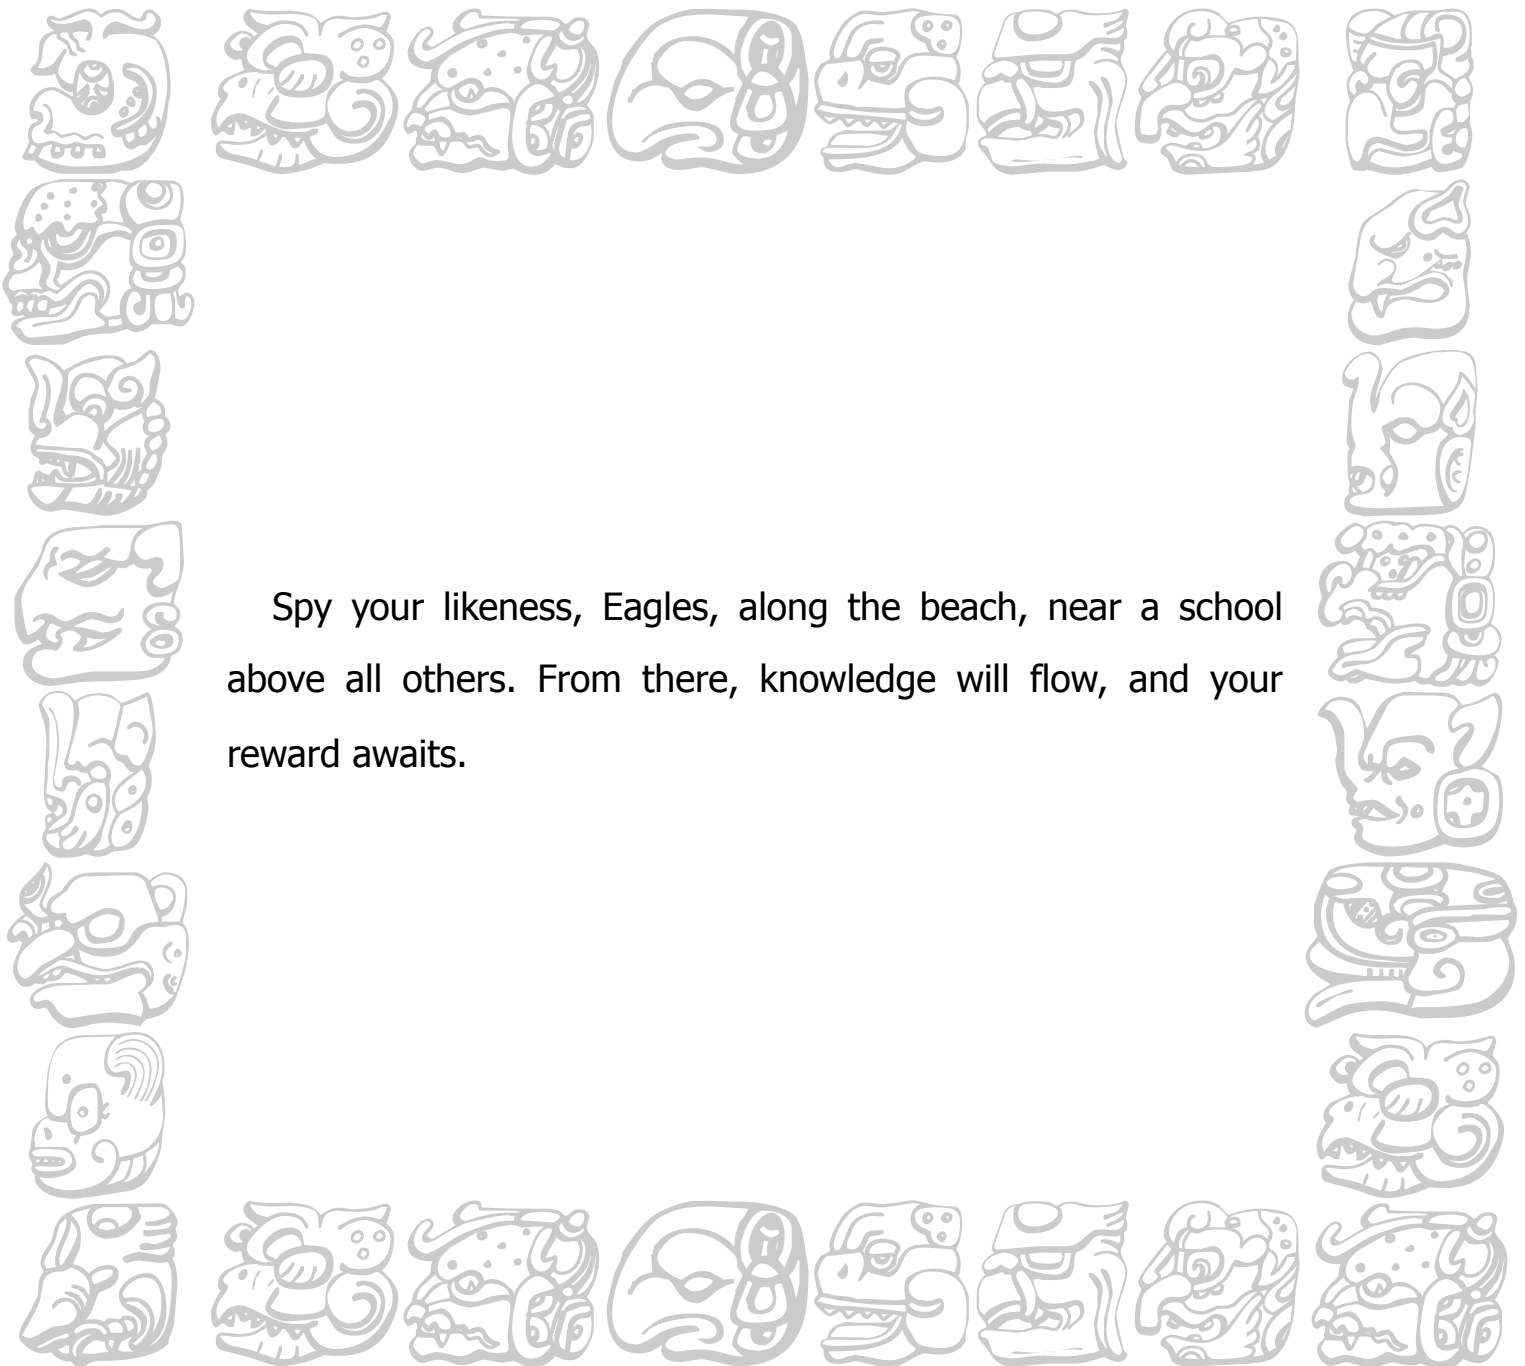 Spy your likeness, Eagles, along the beach, near a school
above all others. From there, knowledge will flow, and your
reward awaits.